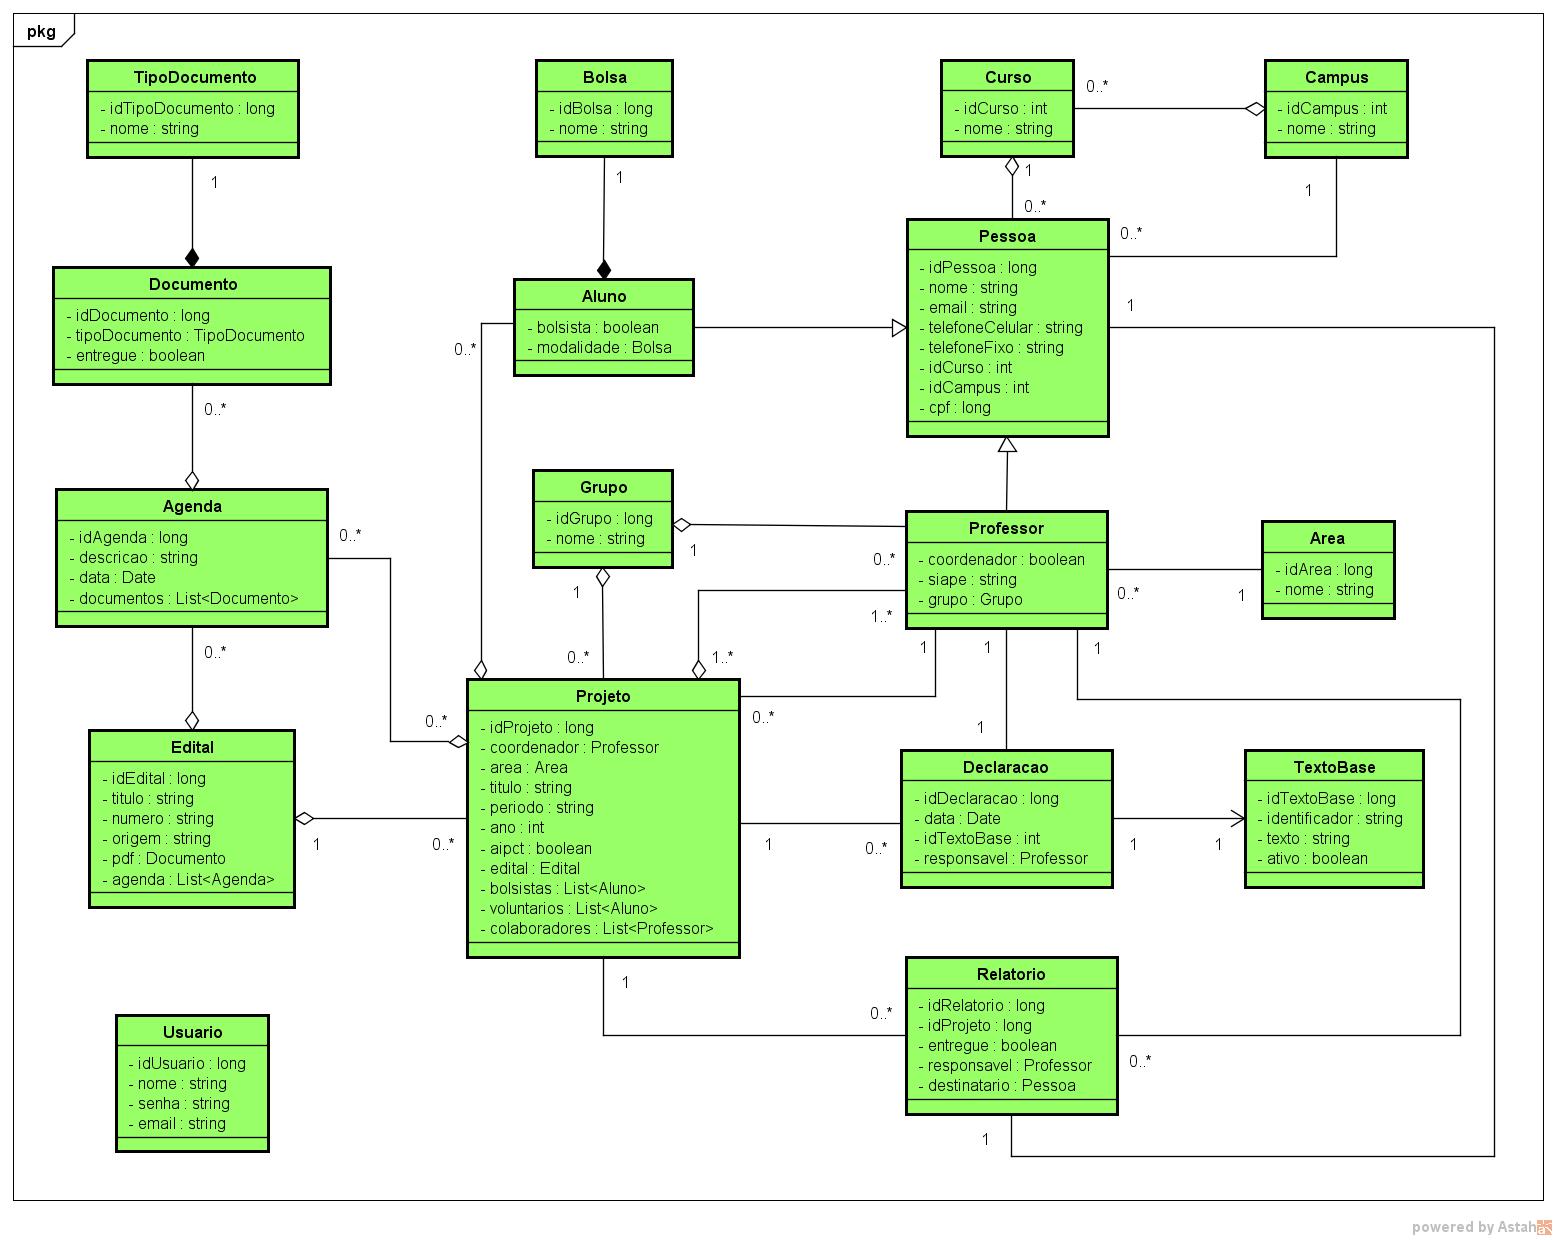 pkg
TipoDocumento
- idTipoDocumento : long
- nome : string
1
Bolsa
- idBolsa : long
- nome : string
1
Curso
- idCurso : int
- nome : string
0..*
Campus
- idCampus : int
- nome : string
1
1
0..*
0..*
Documento
- idDocumento : long
- tipoDocumento : TipoDocumento
- entregue : boolean
0..*
Aluno
- bolsista : boolean
- modalidade : Bolsa
0..*
Pessoa
- idPessoa : long
- nome : string
- email : string
- telefoneCelular : string
- telefoneFixo : string
- idCurso : int
- idCampus : int
- cpf : long
1
Agenda
- idAgenda : long
- descricao : string
- data : Date
- documentos : List<Documento>
0..*
0..*
Grupo
- idGrupo : long
- nome : string
1
1
0..*
Professor
- coordenador : boolean
- siape : string
- grupo : Grupo
0..*
1..*
1
1
1
0..*
1
Area
- idArea : long
- nome : string
Edital
- idEdital : long
- titulo : string
- numero : string
- origem : string
- pdf : Documento
- agenda : List<Agenda>
1
0..*
0..*
1..*
0..*
Projeto
- idProjeto : long
- coordenador : Professor
- area : Area
- titulo : string
- periodo : string
- ano : int
- aipct : boolean
- edital : Edital
- bolsistas : List<Aluno>
- voluntarios : List<Aluno>
- colaboradores : List<Professor>
1
0..*
1
1
Declaracao
- idDeclaracao : long
- data : Date
- idTextoBase : int
- responsavel : Professor
1
1
TextoBase
- idTextoBase : long
- identificador : string
- texto : string
- ativo : boolean
0..*
Relatorio
- idRelatorio : long
- idProjeto : long
- entregue : boolean
- responsavel : Professor
- destinatario : Pessoa
0..*
1
Usuario
- idUsuario : long
- nome : string
- senha : string
- email : string
powered by Astah